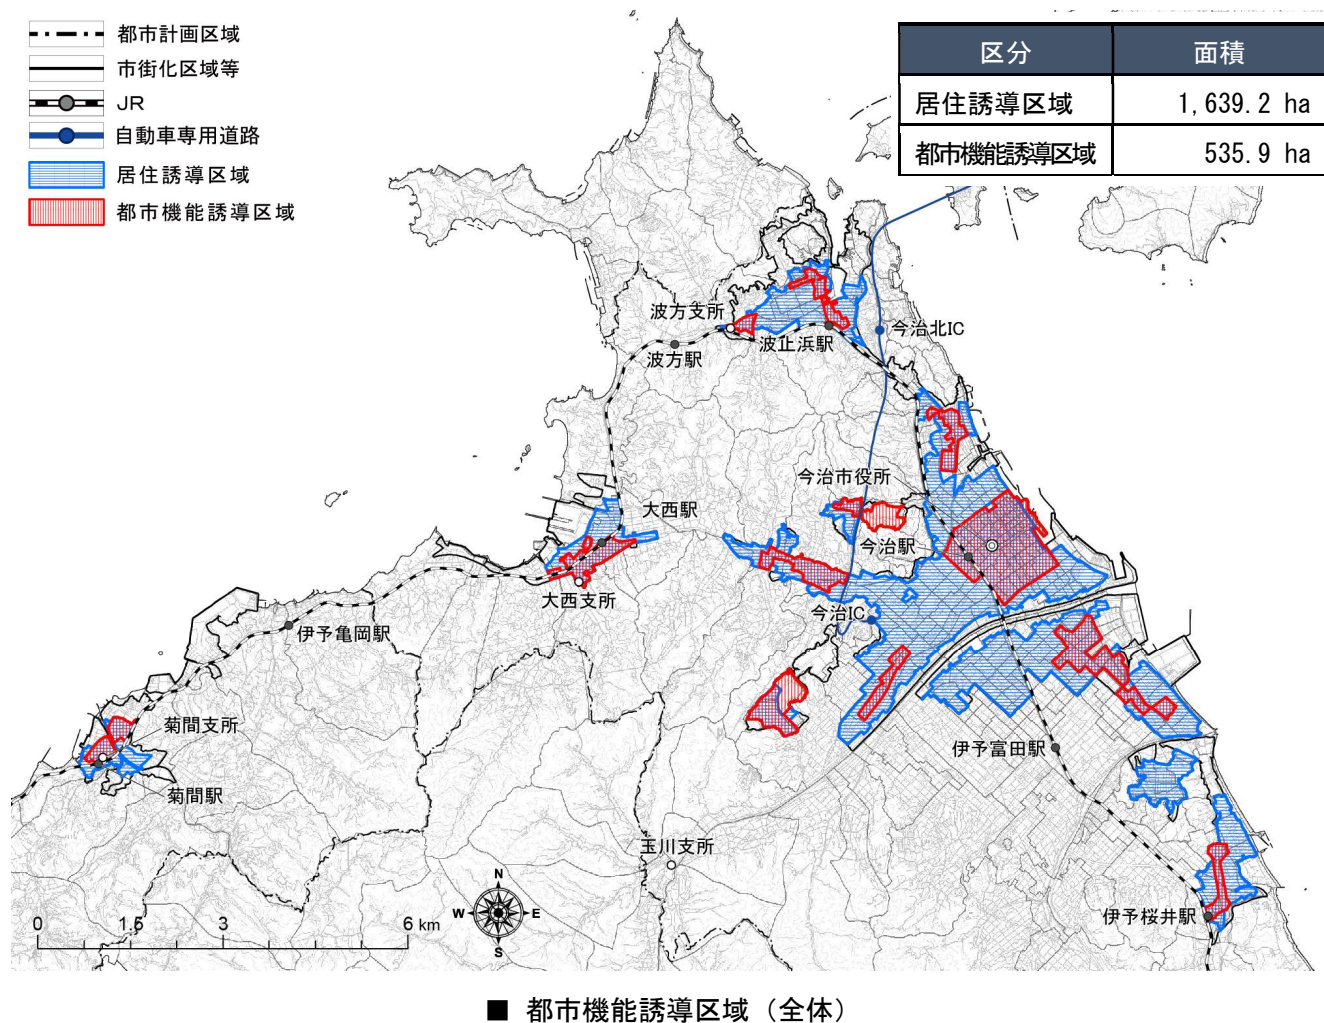 都市計画区域
市街化区域等
JR
自動車専用道路
居住誘導区域
都市機能誘導区域
区分 面積
居住誘導区域 1,639.2 ha
都市機能誘導区域 535.9 ha
波方支所
波方駅
波止浜駅
今治北IC
今治市役所
今治駅
大西駅
大西支所
今治IC
伊予亀岡駅
菊間支所
菊間駅
伊予富田駅
玉川支所
伊予桜井駅
N
W E
S
0 1.5 3 6 km
■ 都市機能誘導区域（全体）